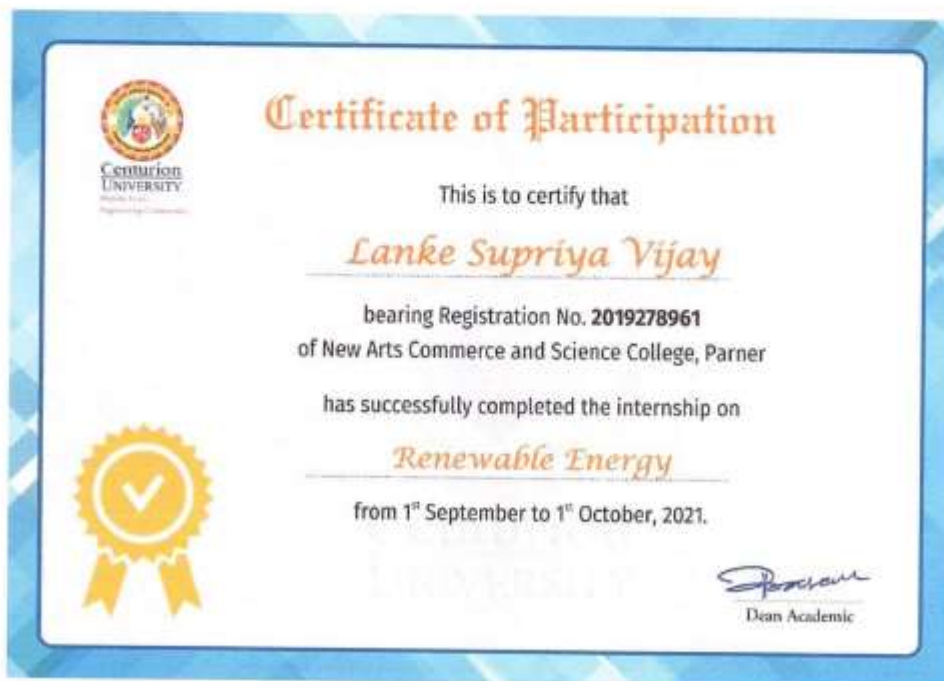 Centurion
UNIVERSITY
Certificate of Participation
This is to certify that
Lanke Supriya Vijay
bearing Registration No. 2019278961
of New Arts Commerce and Science College, Parner
has successfully completed the internship on
Renewable Energy
from 1st September to 1st October, 2021.
Dean Academic